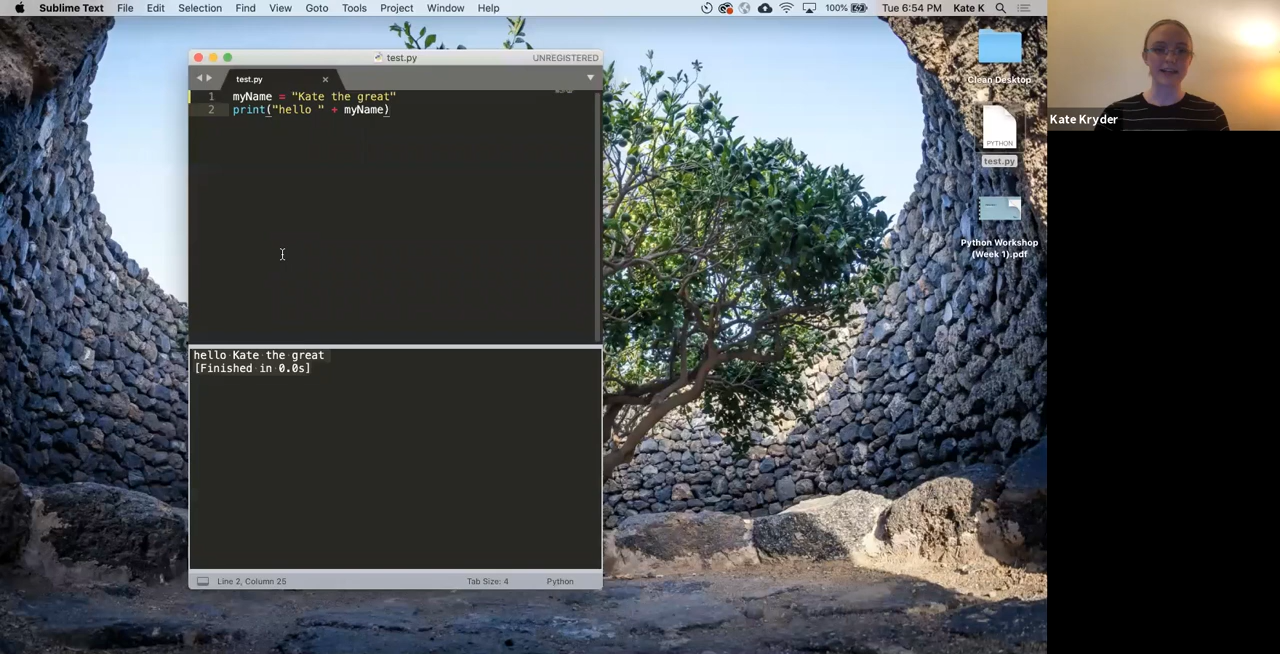 Sublime Text File Edit Selection Find View Goto Tools Project Window Help 100% Tue 6:54 PM Kate K
test.py UNREGISTERED
test.py
1 myName = "Kate the great"
2 print("hello " + myName)
hello Kate the great
[Finished in 0.0s]
Line 2, Column 25 Tab Size: 4 Python
Clean Desktop
PYTHON
test.py
Python Workshop
(Week 1).pdf
Kate Kryder